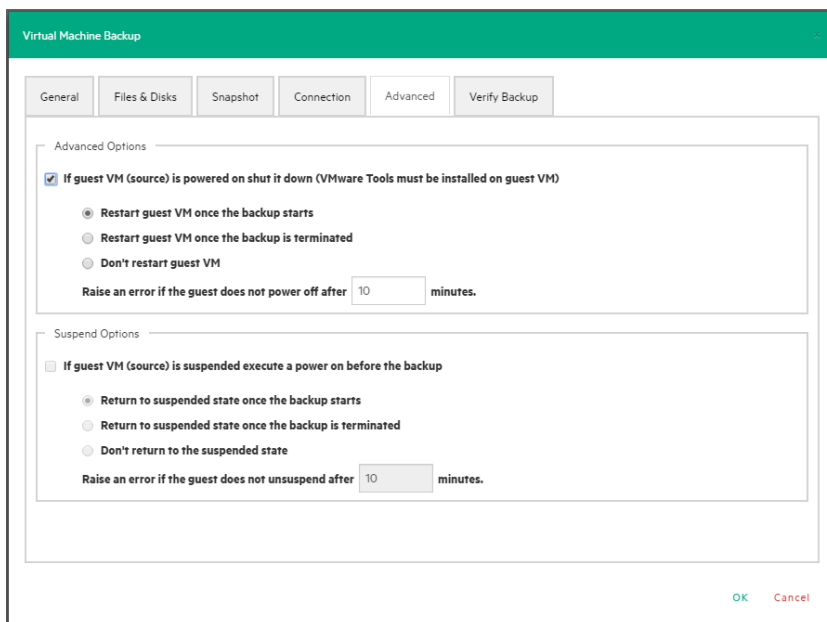 Virtual Machine Backup
x
General
Files & Disks
Snapshot
Connection
Advanced
Verify Backup
Advanced Options
If guest VM (source) is powered on shut it down (VMware Tools must be installed on guest VM)
Restart guest VM once the backup starts
Restart guest VM once the backup is terminated
Don't restart guest VM
Raise an error if the guest does not power off after 10 minutes.
Suspend Options
If guest VM (source) is suspended execute a power on before the backup
Return to suspended state once the backup starts
Return to suspended state once the backup is terminated
Don't return to the suspended state
Raise an error if the guest does not unsuspend after 10 minutes.
OK
Cancel